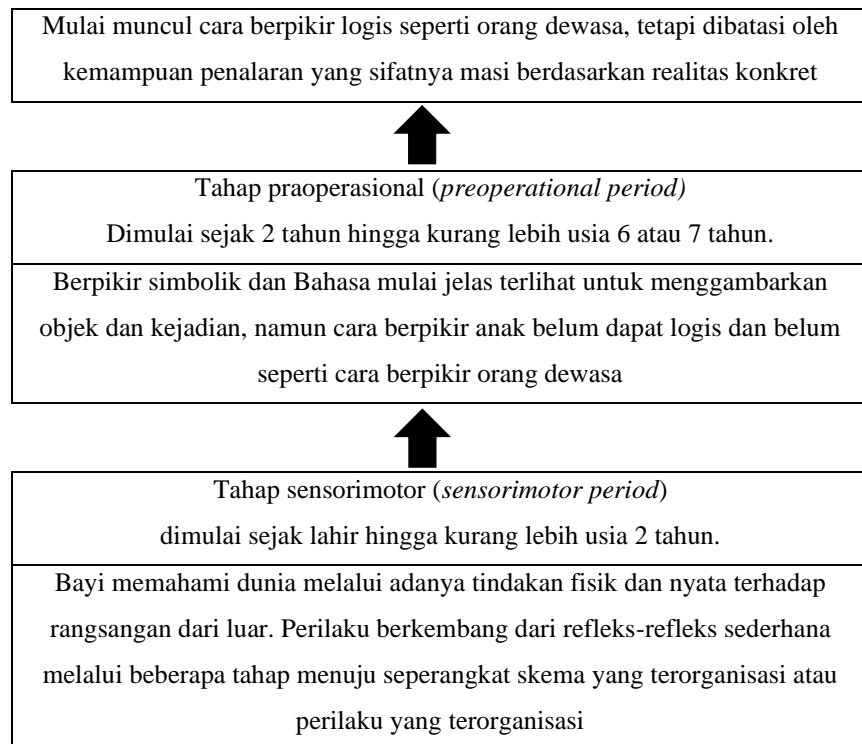 Mulai muncul cara berpikir logis seperti orang dewasa, tetapi dibatasi oleh
kemampuan penalaran yang sifatnya masi berdasarkan realitas konkret
Tahap praoperasional (preoperational period)
Dimulai sejak 2 tahun hingga kurang lebih usia 6 atau 7 tahun.
Berpikir simbolik dan Bahasa mulai jelas terlihat untuk menggambarkan
objek dan kejadian, namun cara berpikir anak belum dapat logis dan belum
seperti cara berpikir orang dewasa
Tahap sensorimotor (sensorimotor period)
dimulai sejak lahir hingga kurang lebih usia 2 tahun.
Bayi memahami dunia melalui adanya tindakan fisik dan nyata terhadap
rangsangan dari luar. Perilaku berkembang dari refleks-refleks sederhana
melalui beberapa tahap menuju seperangkat skema yang terorganisasi atau
perilaku yang terorganisasi